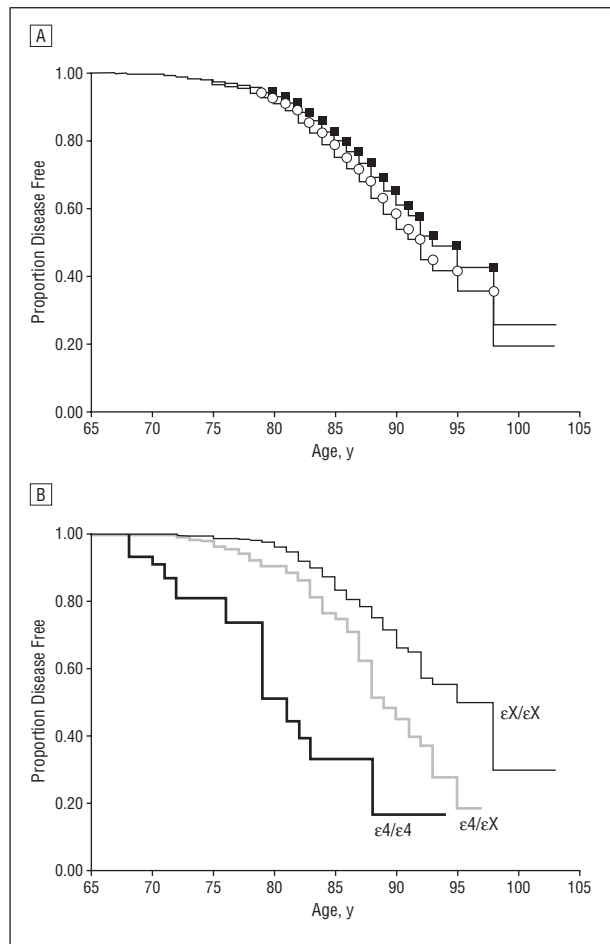 A
1.00
0.80
0.60
0.40
0.20
0.00
Proportion Disease Free
65 70 75 80 85 90 95 100 105
Age, y
B
1.00
0.80
0.60
0.40
0.20
0.00
Proportion Disease Free
εX/εX
ε4/ε4 ε4/εX
65 70 75 80 85 90 95 100 105
Age, y